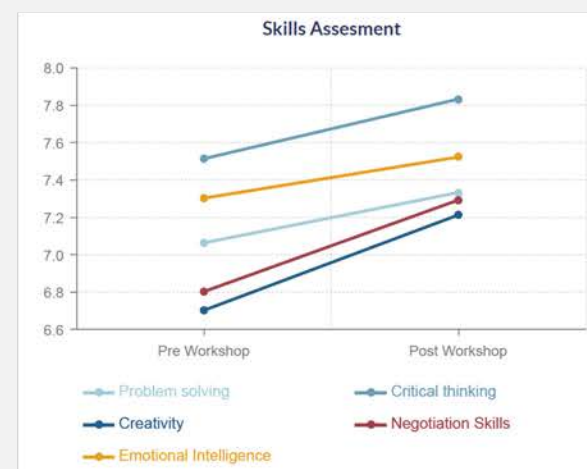 Skills Assesment
8.0
7.8
7.6
7.4
7.2
7.0
6.8
6.6
Pre Workshop Post Workshop
Problem solving Critical thinking
Creativity Negotiation Skills
Emotional Intelligence